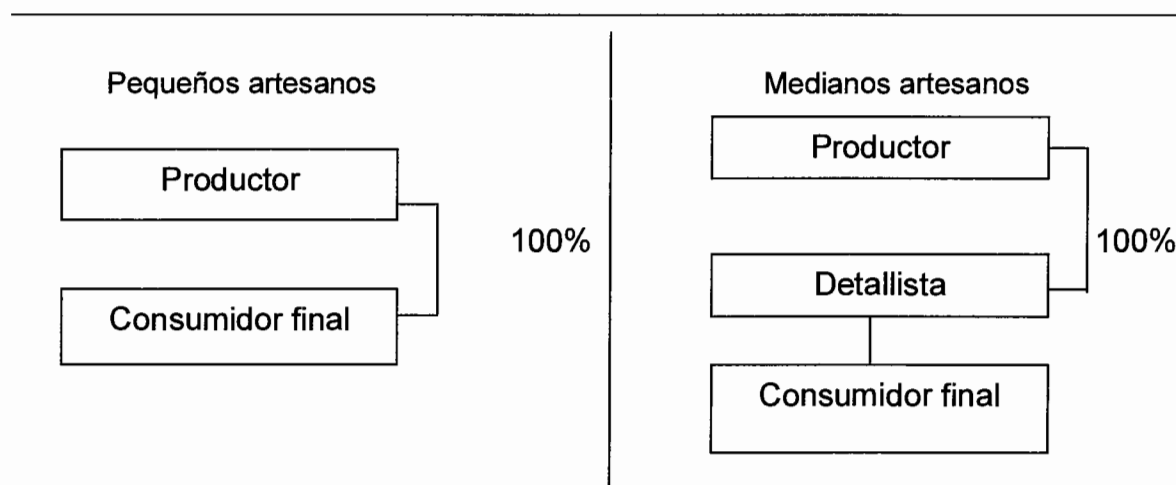 Pequeños artesanos
Productor
100%
Consumidor final
Medianos artesanos
Productor
100%
Detallista
Consumidor final